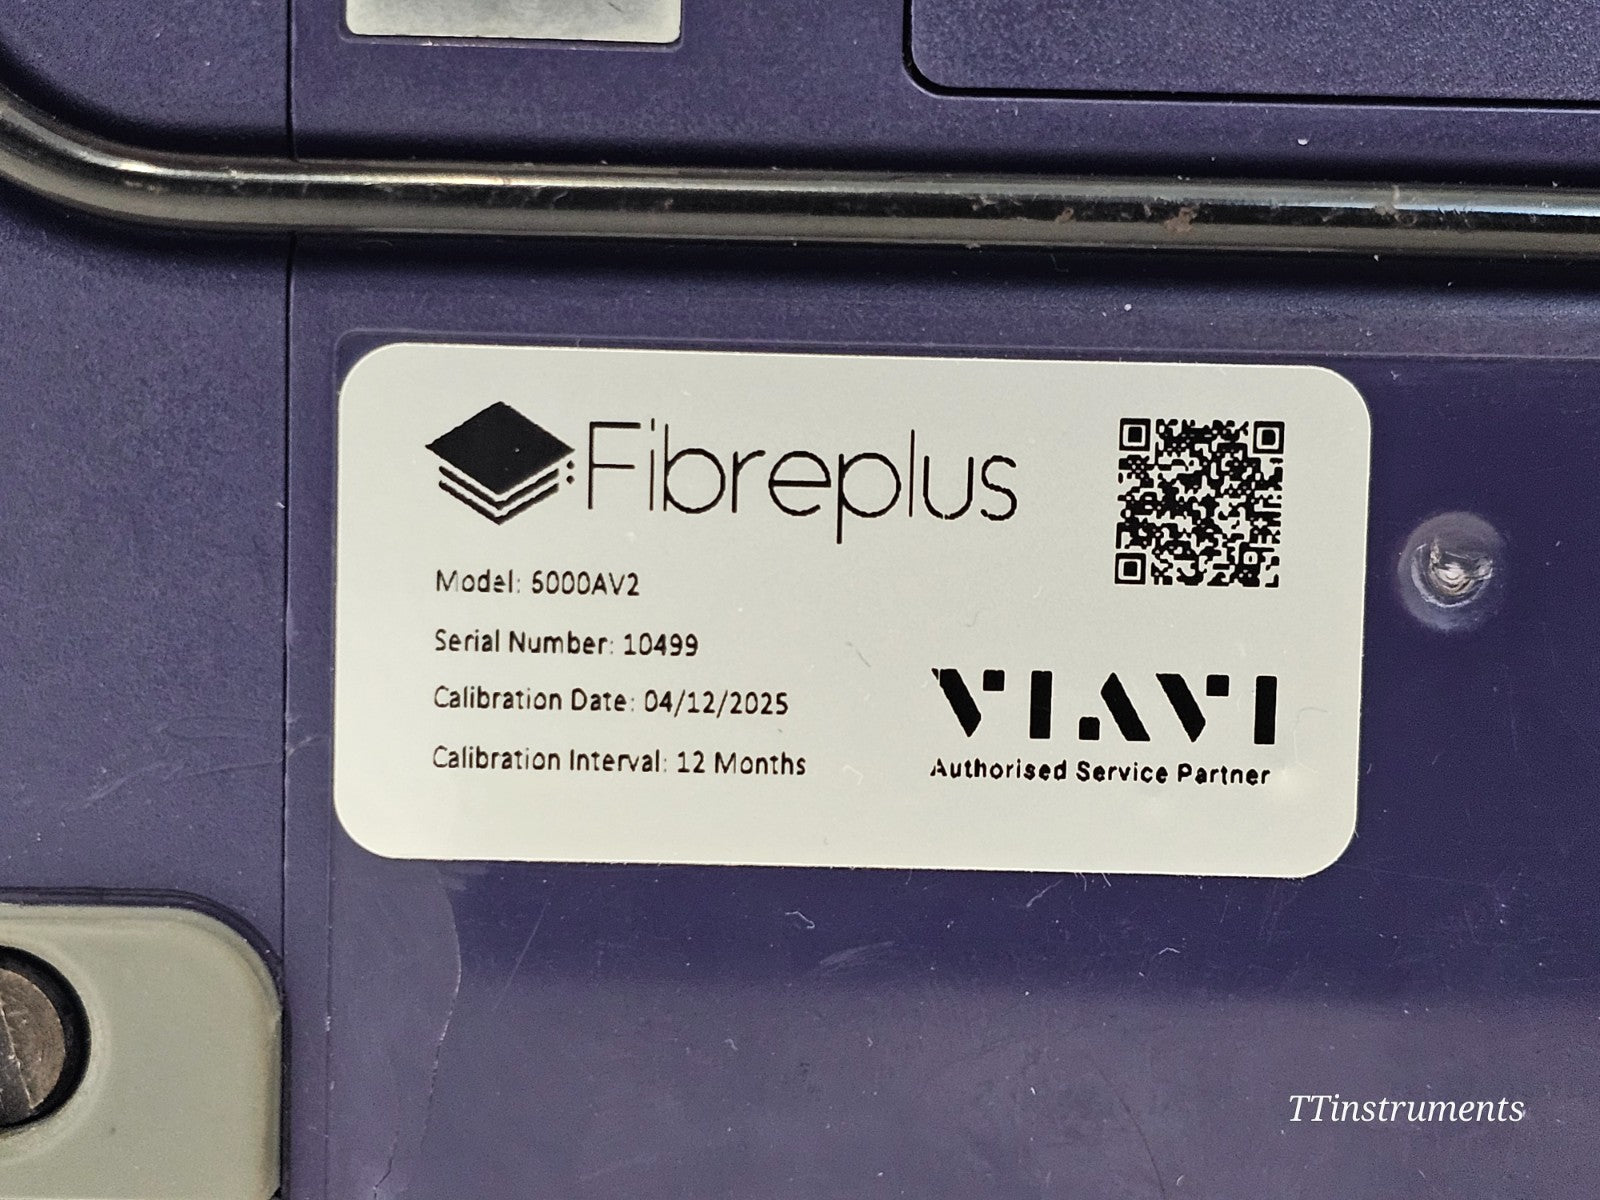 Fibreplus
Model: 6000AV2
Serial Number: 10499
Calibration Date: 04/12/2025
Calibration Interval: 12 Months
VIAVI
Authorised Service Partner
TTinstruments